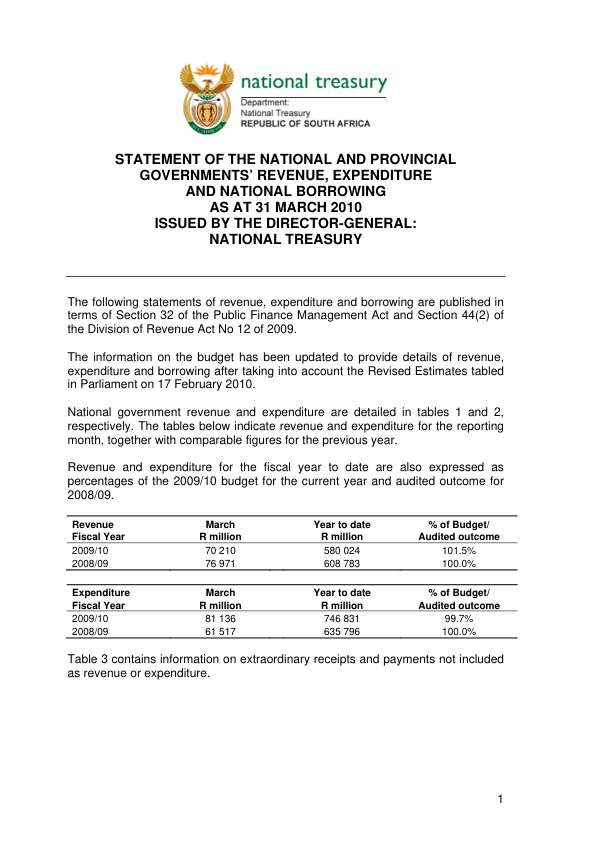 national treasury
Department:
National Treasury
REPUBLIC OF SOUTH AFRICA
STATEMENT OF THE NATIONAL AND PROVINCIAL
GOVERNMENTS' REVENUE, EXPENDITURE
AND NATIONAL BORROWING
AS AT 31 MARCH 2010
ISSUED BY THE DIRECTOR-GENERAL:
NATIONAL TREASURY
The following statements of revenue, expenditure and borrowing are published in
terms of Section 32 of the Public Finance Management Act and Section 44(2) of
the Division of Revenue Act No 12 of 2009.
The information on the budget has been updated to provide details of revenue,
expenditure and borrowing after taking into account the Revised Estimates tabled
in Parliament on 17 February 2010.
National government revenue and expenditure are detailed in tables 1 and 2,
respectively. The tables below indicate revenue and expenditure for the reporting
month, together with comparable figures for the previous year.
Revenue and expenditure for the fiscal year to date are also expressed as
percentages of the 2009/10 budget for the current year and audited outcome for
2008/09.
Revenue March Year to date % of Budget/
Fiscal Year R million R million Audited outcome
2009/10 70 210 580 024 101.5%
2008/09 76 971 608 783 100.0%
Expenditure March Year to date % of Budget/
Fiscal Year R million R million Audited outcome
2009/10 81 136 746 831 99.7%
2008/09 61 517 635 796 100.0%
Table 3 contains information on extraordinary receipts and payments not included
as revenue or expenditure.
1